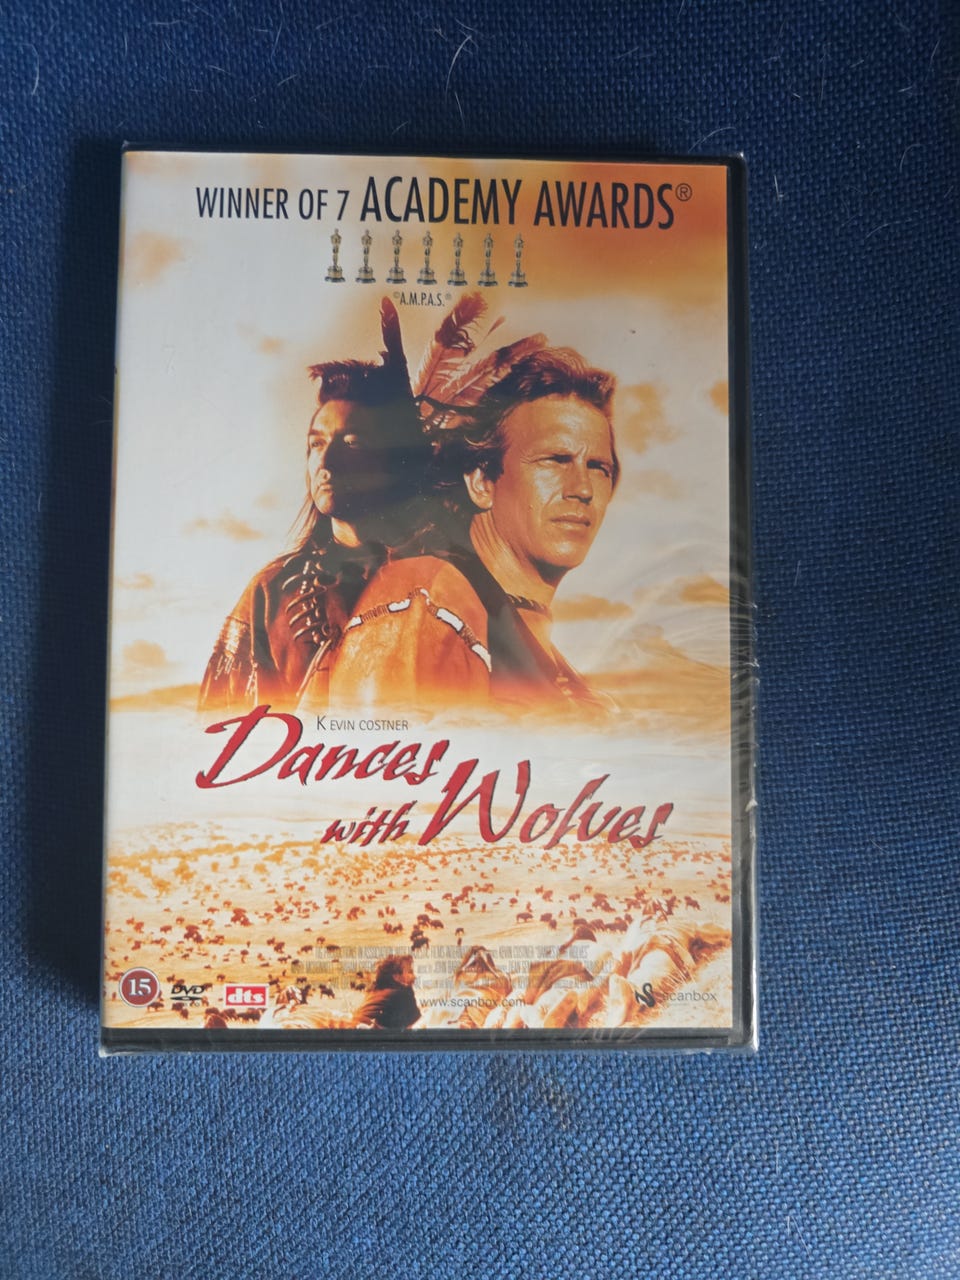 WINNER OF 7 ACADEMY AWARDS®
©A.M.P.A.S.®
KEVIN COSTNER
Dances
with Wolves
15
DVD
dts
www.scanbox.com
scanbox